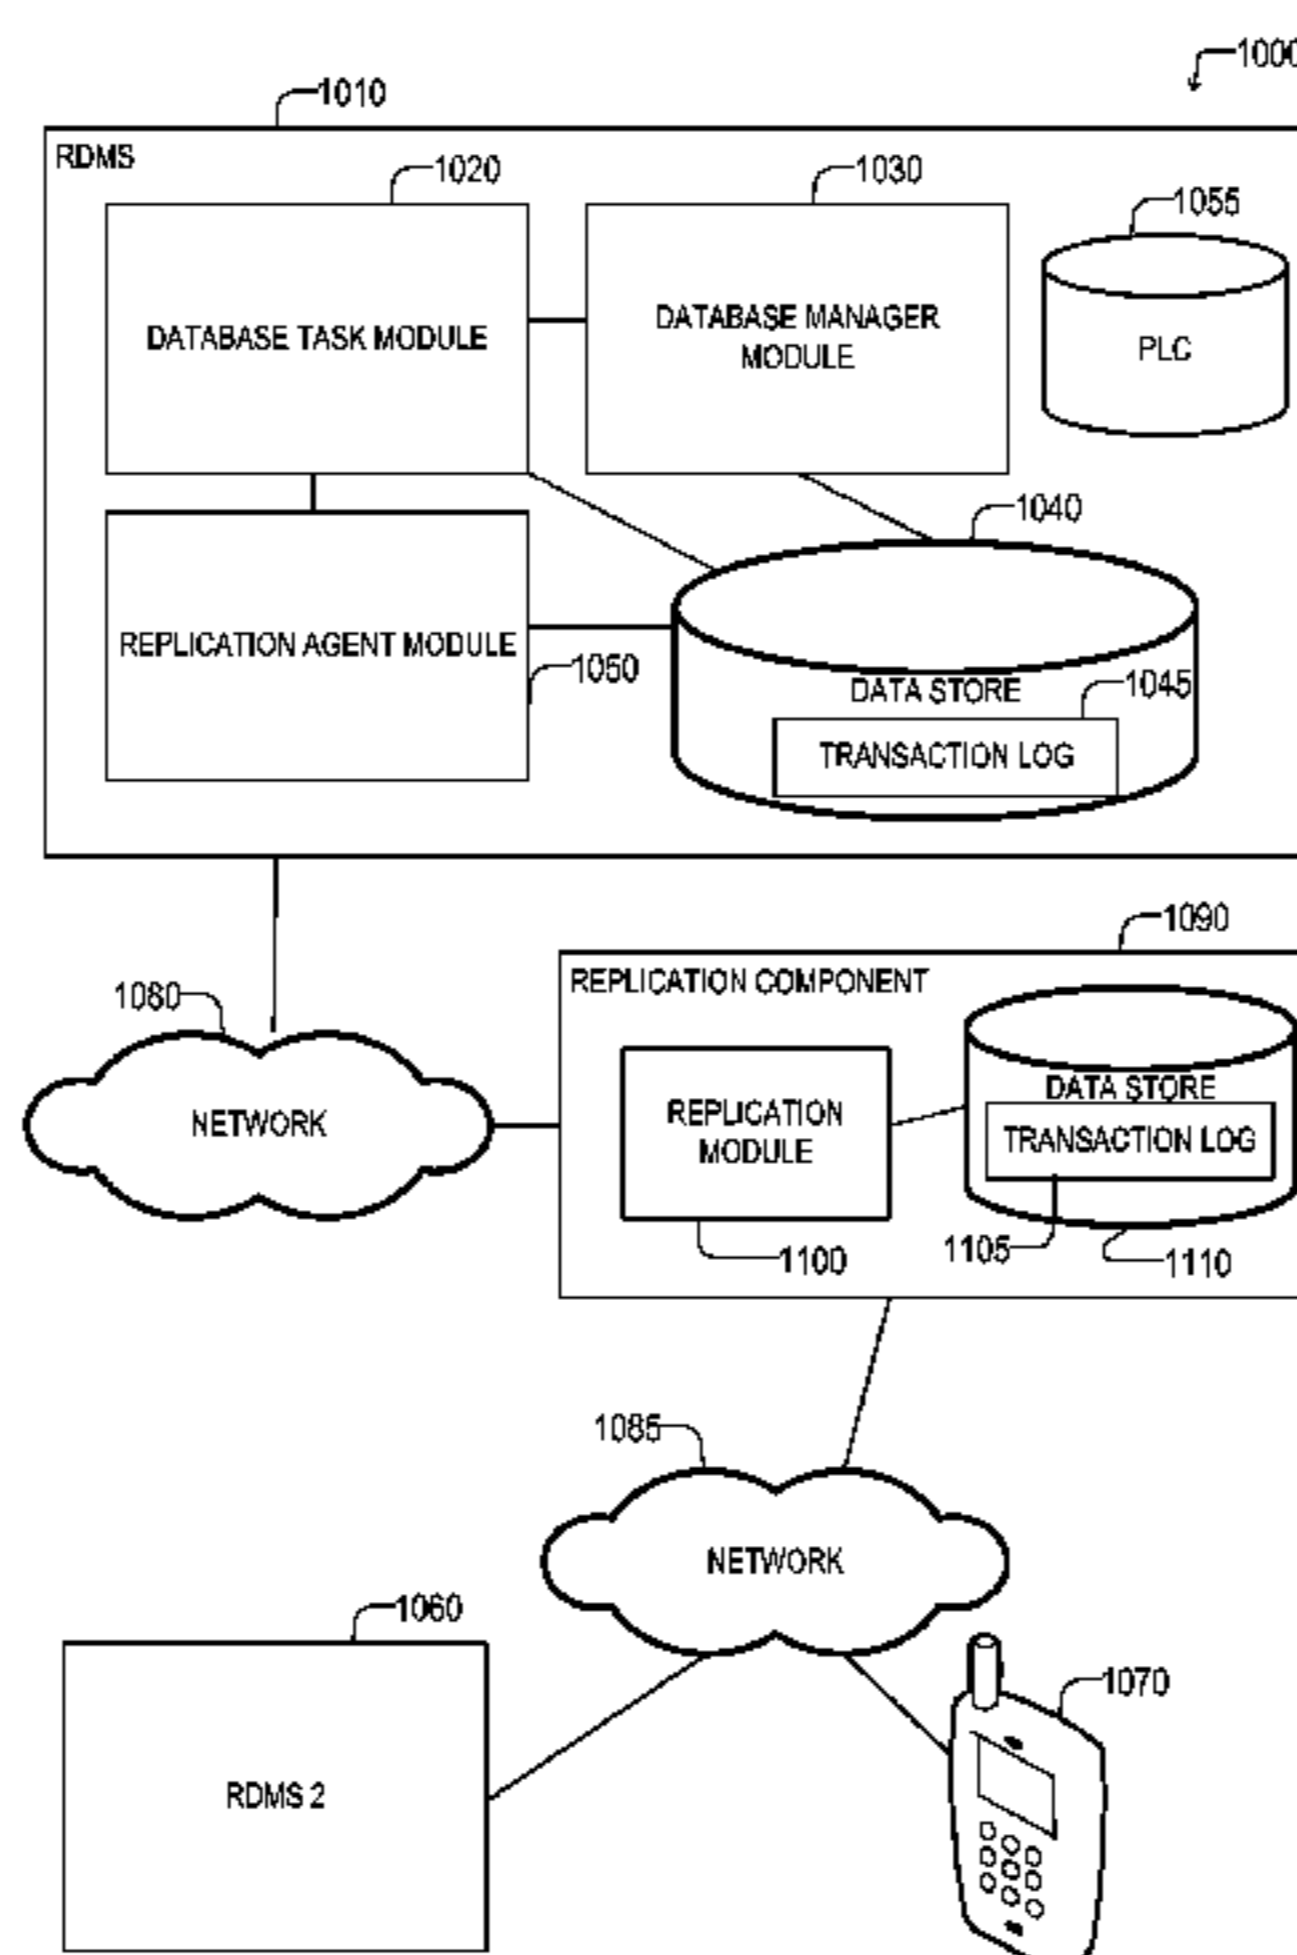 1000
1010
RDMS
1020
1030
1055
DATABASE TASK MODULE
DATABASE MANAGER
MODULE
PLC
1040
REPLICATION AGENT MODULE
1050
DATA STORE
1045
TRANSACTION LOG
1090
1080
REPLICATION COMPONENT
NETWORK
REPLICATION
MODULE
DATA STORE
TRANSACTION LOG
1100
1105
1110
1085
NETWORK
1060
1070
RDMS 2